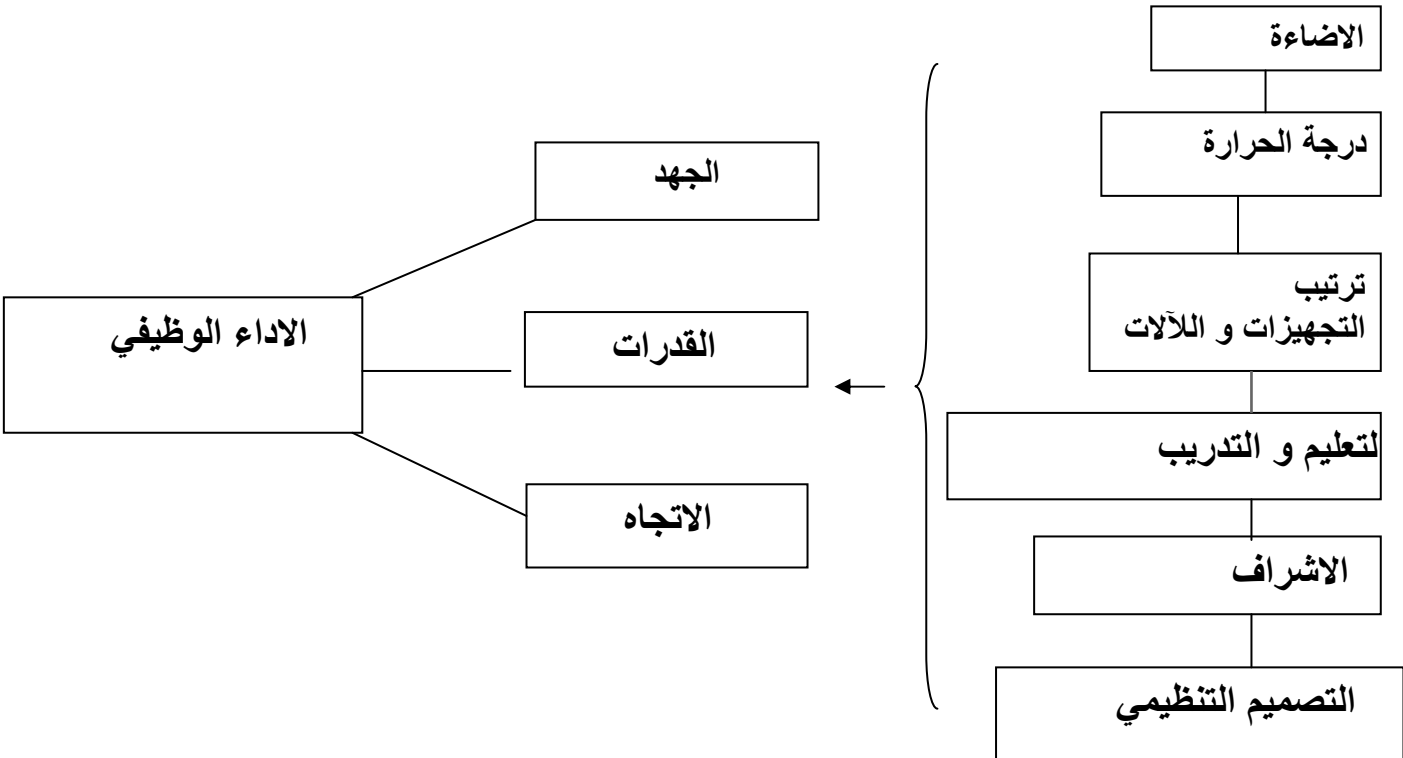 الاضاءة
درجة الحرارة
ترتيب
التجهيزات و اللآلات
لتعليم و التدريب
الاشراف
التصميم التنظيمي
الجهد
القدرات
الاتجاه
الاداء الوظيفي